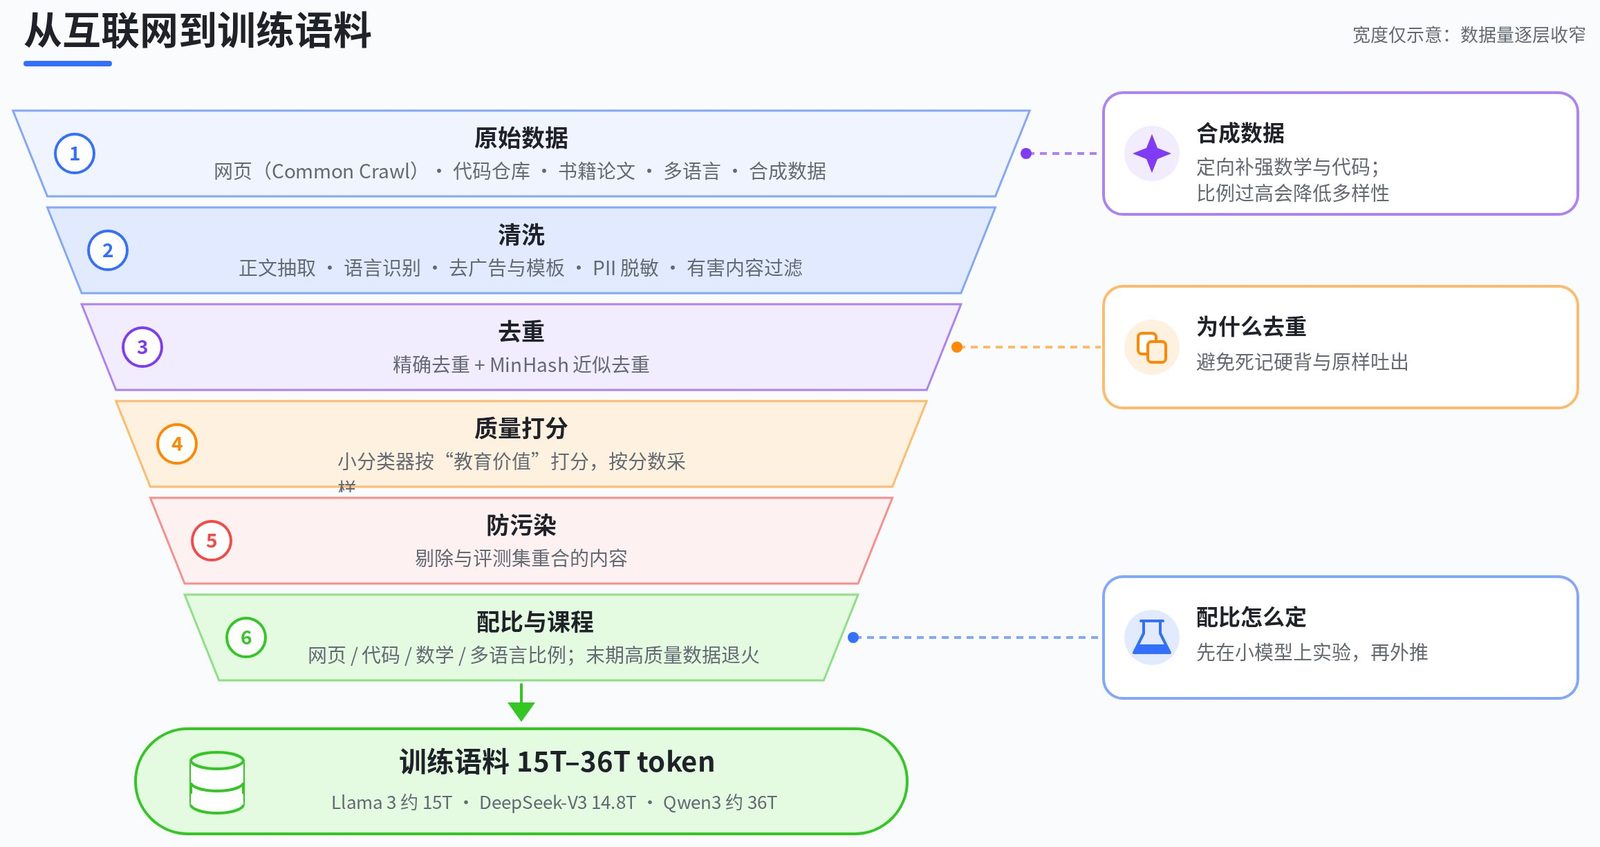 从互联网到训练语料
宽度仅示意：数据量逐层收窄
1
原始数据
网页（Common Crawl） · 代码仓库 · 书籍论文 · 多语言 · 合成数据
合成数据
定向补强数学与代码；
比例过高会降低多样性
2
清洗
正文抽取 · 语言识别 · 去广告与模板 · PII 脱敏 · 有害内容过滤
3
去重
精确去重 + MinHash 近似去重
为什么去重
避免死记硬背与原样吐出
4
质量打分
小分类器按“教育价值”打分，按分数采
样
5
防污染
剔除与评测集重合的内容
6
配比与课程
网页 / 代码 / 数学 / 多语言比例；末期高质量数据退火
配比怎么定
先在小模型上实验，再外推
训练语料 15T–36T token
Llama 3 约 15T · DeepSeek-V3 14.8T · Qwen3 约 36T